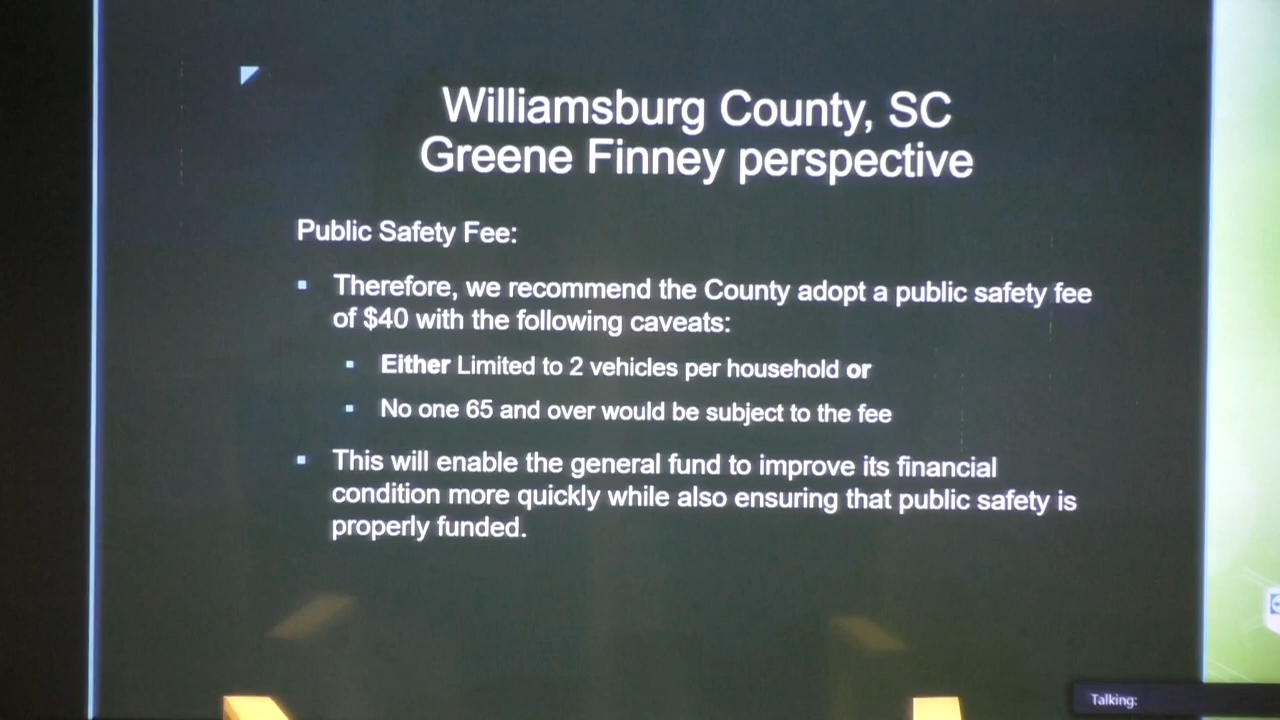 Williamsburg County, SC
Greene Finney perspective
Public Safety Fee:
Therefore, we recommend the County adopt a public safety fee
of $40 with the following caveats:
Either Limited to 2 vehicles per household or
No one 65 and over would be subject to the fee
This will enable the general fund to improve its financial
condition more quickly while also ensuring that public safety is
properly funded.
Talking: